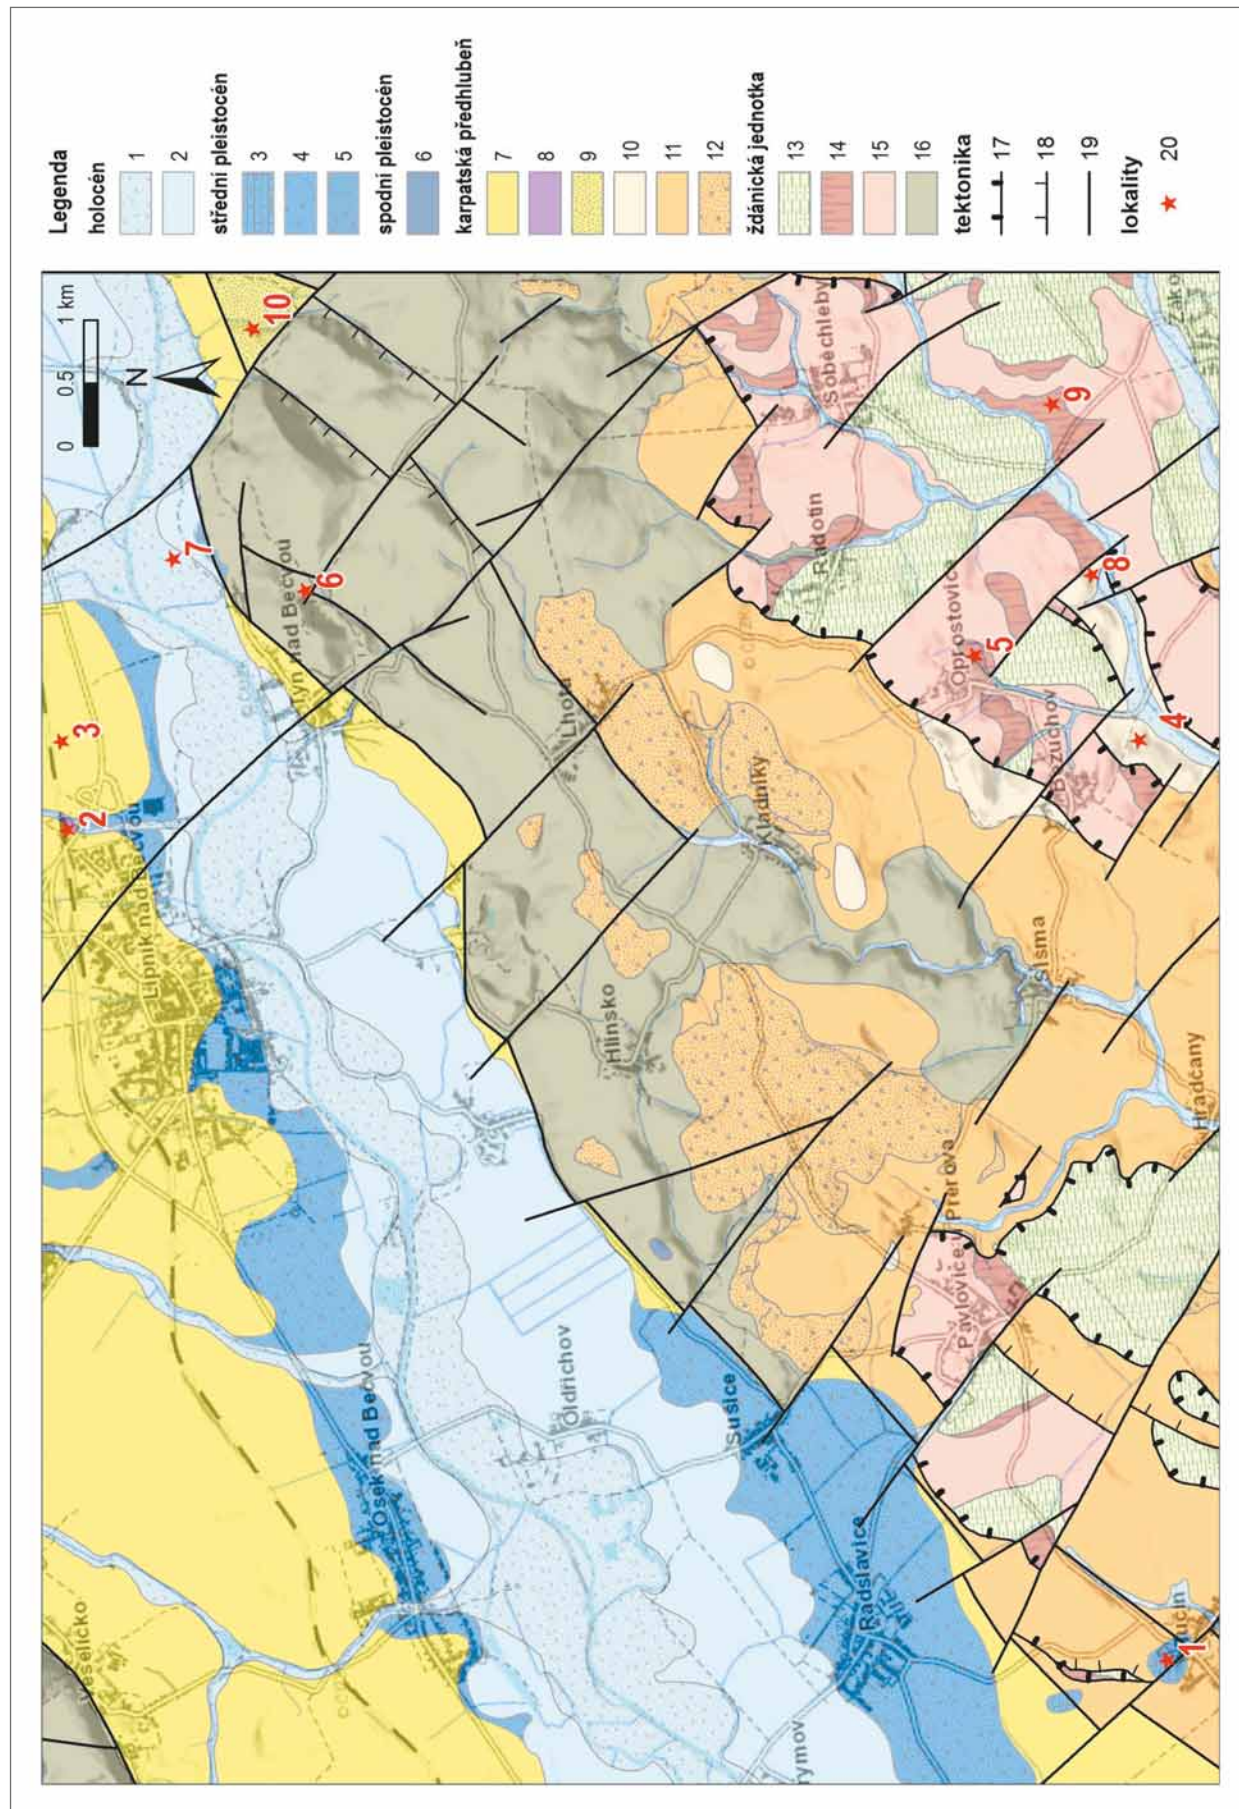 Legenda
holocén
1
2
střední pleistocén
3
4
5
spodní pleistocén
6
karpatská předhlubeň
7
8
9
10
11
12
ždánická jednotka
13
14
15
16
tektonika
17
18
19
lokality
20
0
0.5
1 km
N
Veselíčko
Osek nad Bečvou
Lipník nad Bečvou
2
3
7
10
Týn nad Bečvou
6
Oldřichov
Hlinsko
Lhota
Sušice
Radslavice
Kladníky
Radotín
Soběchleby
Pavlovice u Přerova
Šišma
Oprostovice
5
Bezuchov
4
8
9
Hradčany
1